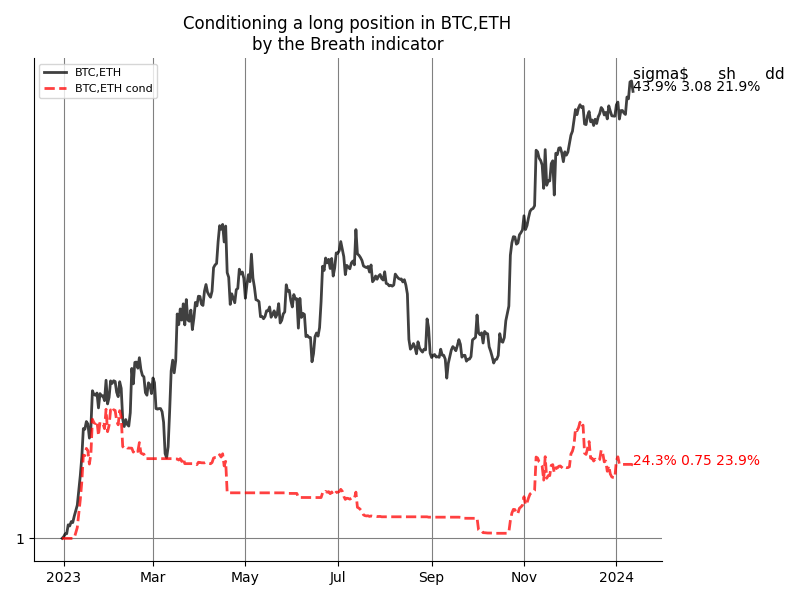 Conditioning a long position in BTC,ETH
by the Breath indicator
BTC,ETH
BTC,ETH cond
sigma$ sh dd
43.9% 3.08 21.9%
24.3% 0.75 23.9%
1
2023 Mar May Jul Sep Nov 2024